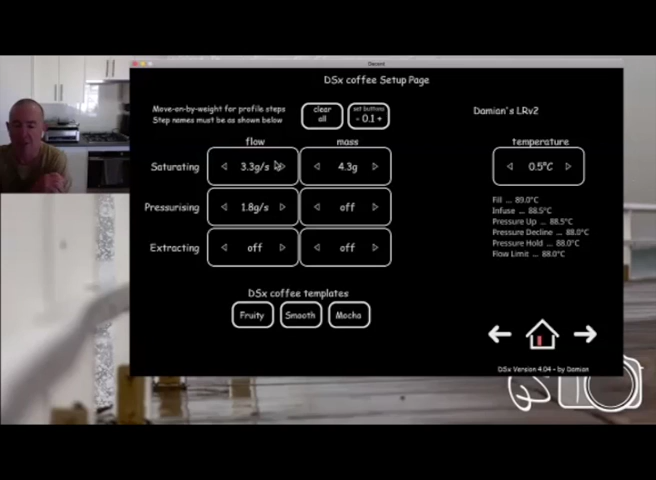 Decent
DSx coffee Setup Page
Move-on-by-weight for profile steps
Step names must be as shown below
clear
all
set buttons
- 0.1 +
Damian's LRv2
flow
mass
temperature
Saturating
3.3g/s
4.3g
0.5°C
Pressurising
1.8g/s
off
Extracting
off
off
Fill ... 89.0°C
Infuse ... 88.5°C
Pressure Up ... 88.5°C
Pressure Decline ... 88.0°C
Pressure Hold ... 88.0°C
Flow Limit ... 88.0°C
DSx coffee templates
Fruity
Smooth
Mocha
DSx Version 4.04 - by Damian